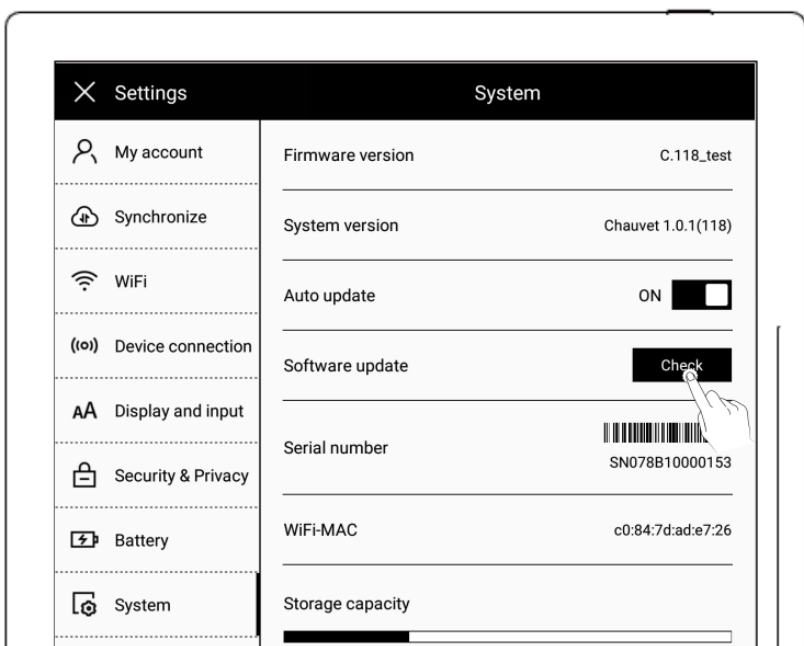 Settings
System
My account
Synchronize
WiFi
Device connection
AA Display and input
Security & Privacy
Battery
System
Firmware version C.118_test
System version Chauvet 1.0.1(118)
Auto update ON
Software update Check
Serial number SN078B10000153
WiFi-MAC c0:84:7d:ad:e7:26
Storage capacity